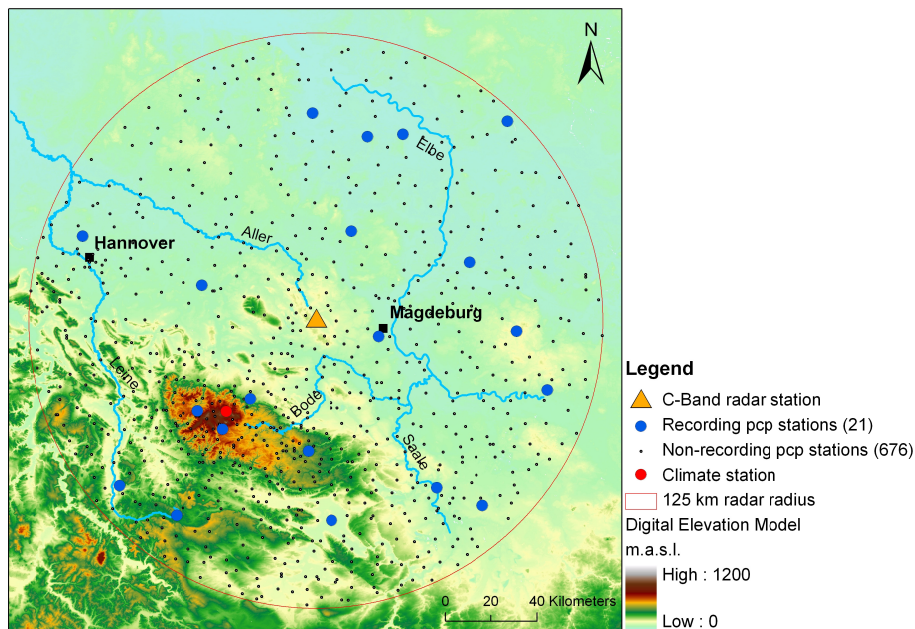 N
Elbe
Hannover
Aller
Magdeburg
Leine
Bode
Saale
0 20 40 Kilometers
Legend
C-Band radar station
Recording pcp stations (21)
Non-recording pcp stations (676)
Climate station
125 km radar radius
Digital Elevation Model
m.a.s.l.
High : 1200
Low : 0